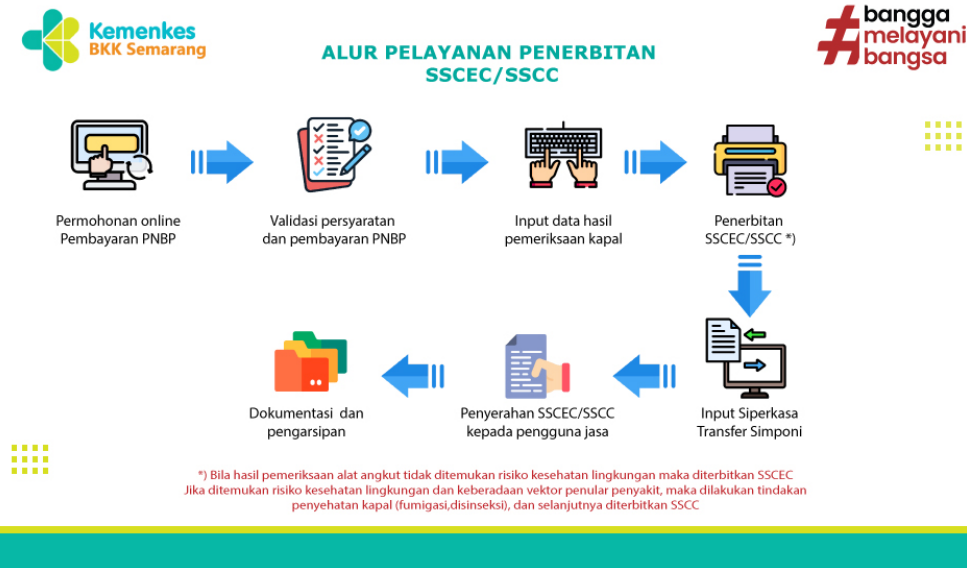 Kemenkes
BKK Semarang
ALUR PELAYANAN PENERBITAN
SSCEC/SSCC
bangga
melayani
bangsa
Permohonan online
Pembayaran PNBP
Validasi persyaratan
dan pembayaran PNBP
Input data hasil
pemeriksaan kapal
Penerbitan
SSCEC/SSCC *)
Input Siperkasa
Transfer Simponi
Penyerahan SSCEC/SSCC
kepada pengguna jasa
Dokumentasi dan
pengarsipan
*) Bila hasil pemeriksaan alat angkut tidak ditemukan risiko kesehatan lingkungan maka diterbitkan SSCEC
Jika ditemukan risiko kesehatan lingkungan dan keberadaan vektor penular penyakit, maka dilakukan tindakan
penyehatan kapal (fumigasi,disinseksi), dan selanjutnya diterbitkan SSCC